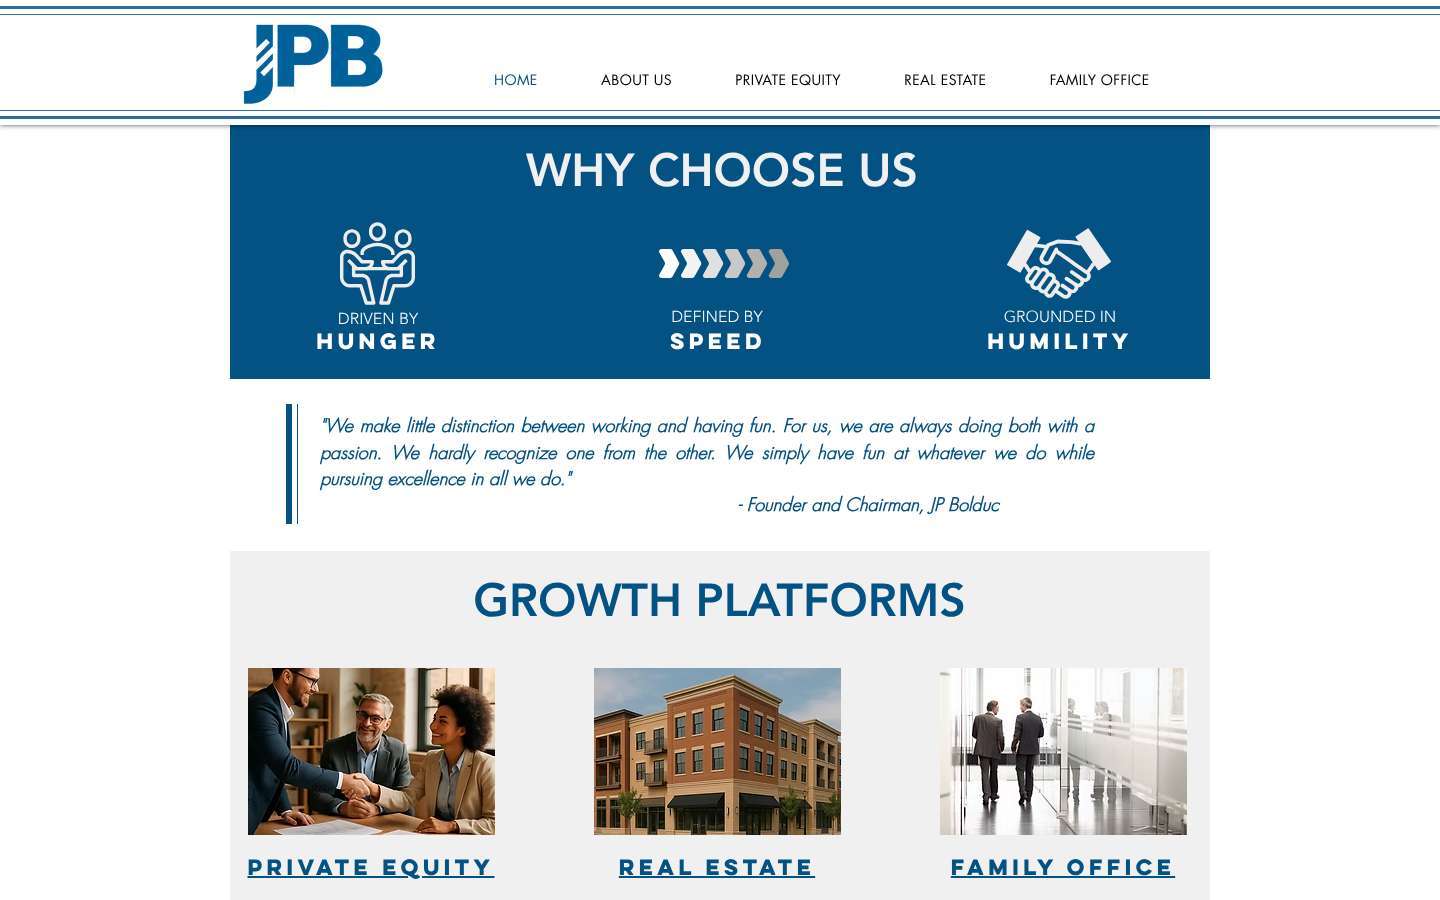 JPB
HOME
ABOUT US
PRIVATE EQUITY
REAL ESTATE
FAMILY OFFICE
WHY CHOOSE US
DRIVEN BY
HUNGER
DEFINED BY
SPEED
GROUNDED IN
HUMILITY
"We make little distinction between working and having fun. For us, we are always doing both with a
passion. We hardly recognize one from the other. We simply have fun at whatever we do while
pursuing excellence in all we do."
- Founder and Chairman, JP Bolduc
GROWTH PLATFORMS
PRIVATE EQUITY
REAL ESTATE
FAMILY OFFICE